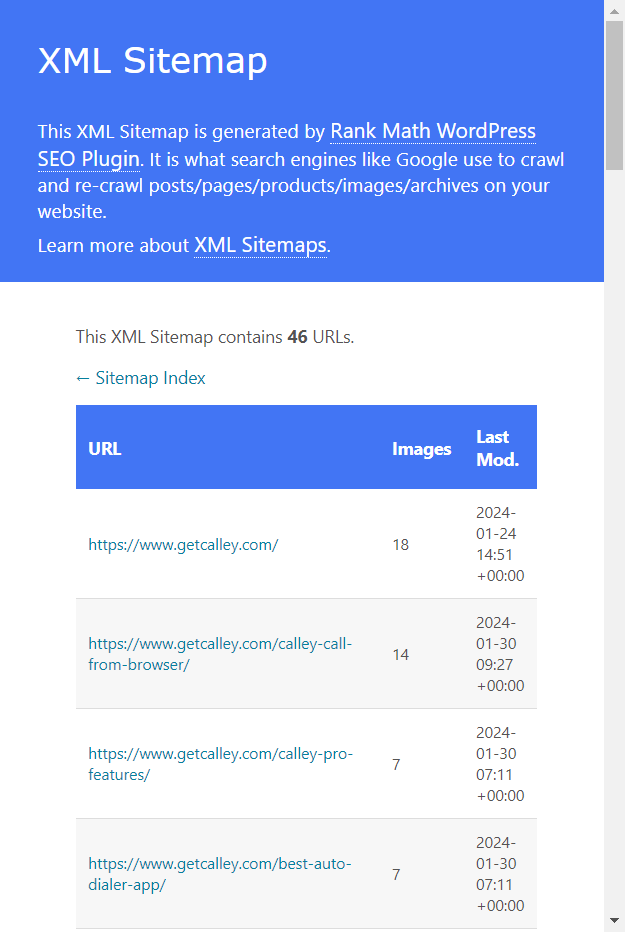 XML Sitemap
This XML Sitemap is generated by Rank Math WordPress
SEO Plugin. It is what search engines like Google use to crawl
and re-crawl posts/pages/products/images/archives on your
website.
Learn more about XML Sitemaps.
This XML Sitemap contains 46 URLs.
← Sitemap Index
URL Images Last
Mod.
https://www.getcalley.com/ 18 2024-
01-24
14:51
+00:00
https://www.getcalley.com/calley-call-
from-browser/ 14 2024-
01-30
09:27
+00:00
https://www.getcalley.com/calley-pro-
features/ 7 2024-
01-30
07:11
+00:00
https://www.getcalley.com/best-auto-
dialer-app/ 7 2024-
01-30
07:11
+00:00